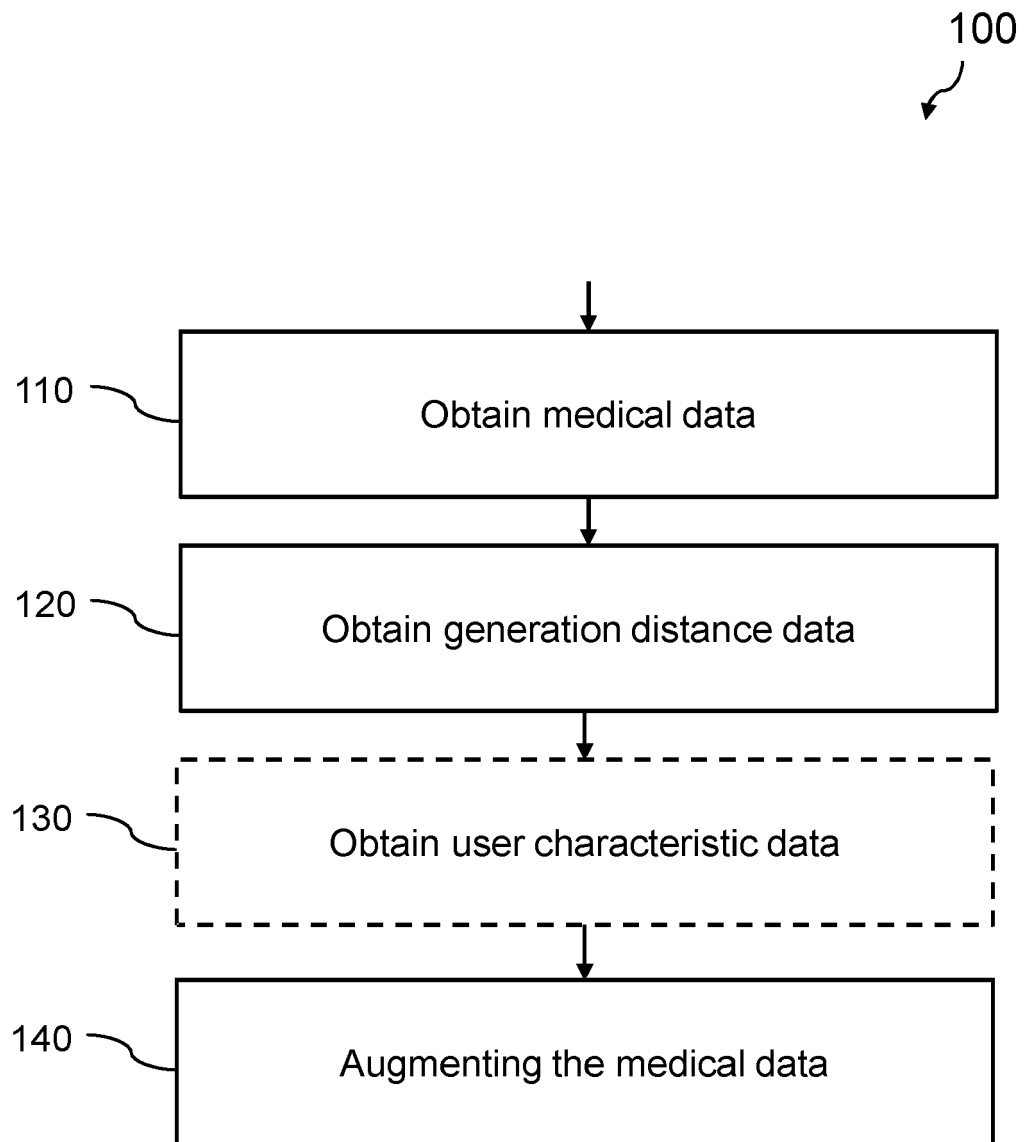 100
110
Obtain medical data
120
Obtain generation distance data
130
Obtain user characteristic data
140
Augmenting the medical data